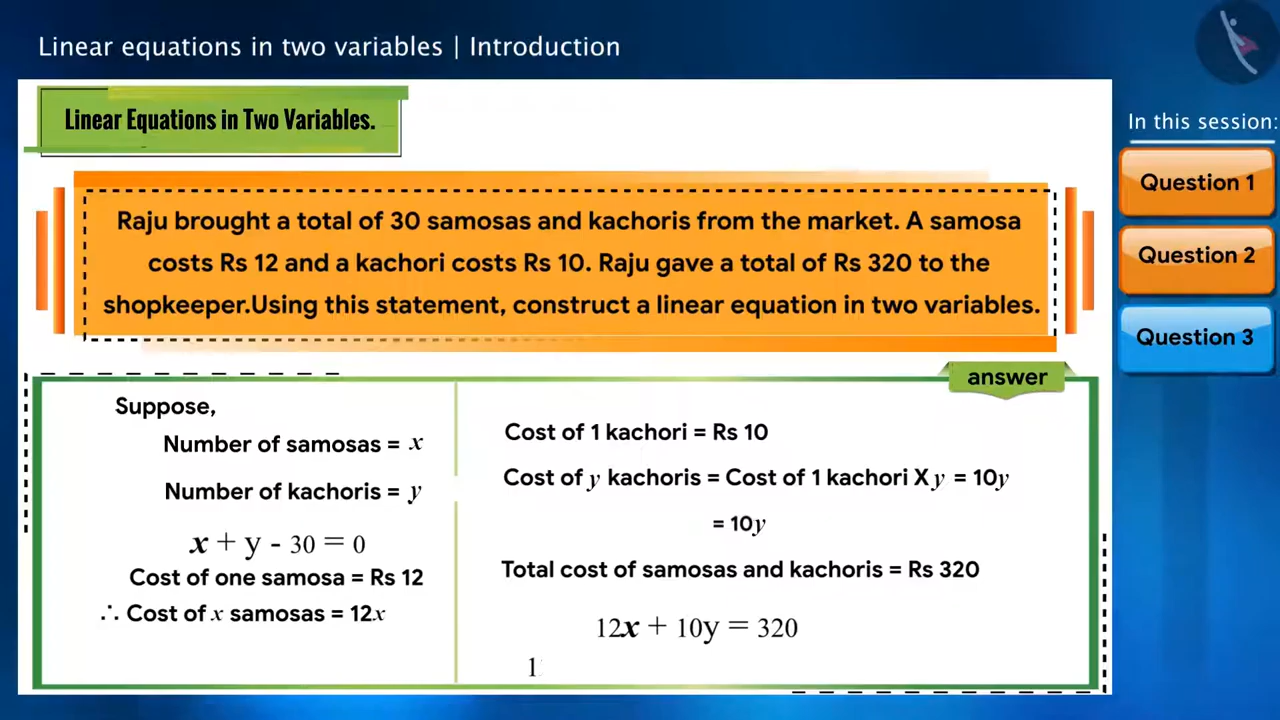 Linear equations in two variables | Introduction
In this session:
Linear Equations in Two Variables.
Question 1
Question 2
Question 3
Raju brought a total of 30 samosas and kachoris from the market. A samosa
costs Rs 12 and a kachori costs Rs 10. Raju gave a total of Rs 320 to the
shopkeeper.Using this statement, construct a linear equation in two variables.
answer
Suppose,
Number of samosas = x
Number of kachoris = y
x + y - 30 = 0
Cost of one samosa = Rs 12
∴ Cost of x samosas = 12x
Cost of 1 kachori = Rs 10
Cost of y kachoris = Cost of 1 kachori X y = 10y
= 10y
Total cost of samosas and kachoris = Rs 320
12x + 10y = 320
1